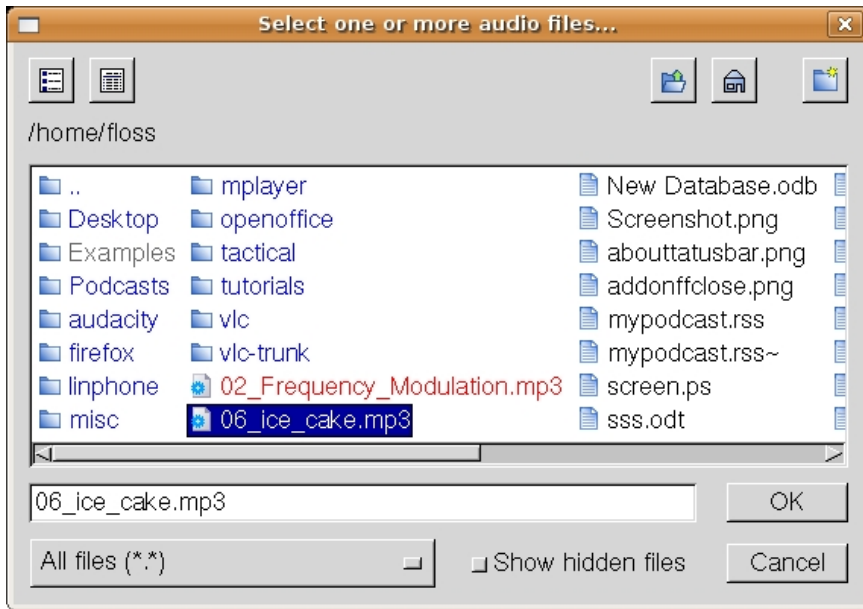 Select one or more audio files...
/home/floss
..
Desktop
Examples
Podcasts
audacity
firefox
linphone
misc
mplayer
openoffice
tactical
tutorials
vlc
vlc-trunk
02_Frequency_Modulation.mp3
06_ice_cake.mp3
New Database.odb
Screenshot.png
abouttatusbar.png
addonffclose.png
mypodcast.rss
mypodcast.rss~
screen.ps
sss.odt
06_ice_cake.mp3
OK
All files (*.*)
Show hidden files
Cancel